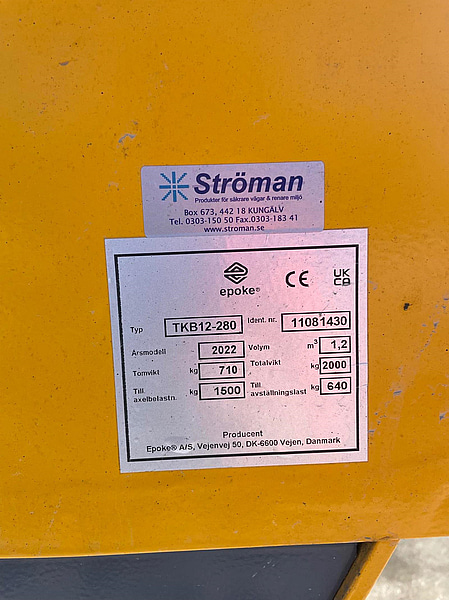 Ströman
Produkter för säkrare vägar & renare miljö
Box 673, 442 18 KUNGÄLV
Tel. 0303-150 50 Fax.0303-183 41
www.stroman.se
epoke® CE UK CA
Typ TKB12-280 Ident. nr. 11081430
Årsmodell 2022 Volym m³ 1,2
Tomvikt kg 710 Totalvikt kg 2000
Till. axelbelastn. kg 1500 Till. avställningslast kg 640
Producent
Epoke® A/S, Vejenvej 50, DK-6600 Vejen, Danmark